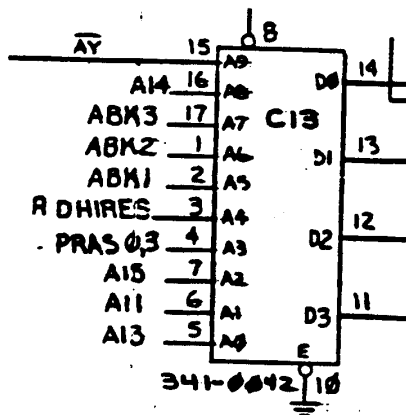 8
A̅Y̅ 15 A9 D0 14
A14 16 A8
ABK3 17 A7 C13
ABK2 1 A6 D1 13
ABK1 2 A5
R DHIRES 3 A4
PRAS 0,3 4 A3 D2 12
A15 7 A2
A11 6 A1 D3 11
A13 5 A0
E
341-0042 10